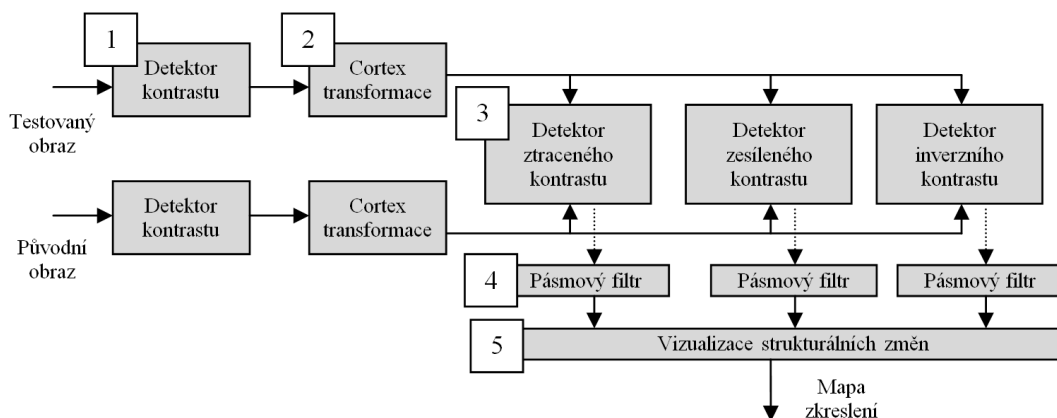 1
Detektor
kontrastu
2
Cortex
transformace
Testovaný
obraz
3
Detektor
ztraceného
kontrastu
Detektor
zesíleného
kontrastu
Detektor
inverzního
kontrastu
Původní
obraz
Detektor
kontrastu
Cortex
transformace
4
Pásmový filtr
Pásmový filtr
Pásmový filtr
5
Vizualizace strukturálních změn
Mapa
zkreslení